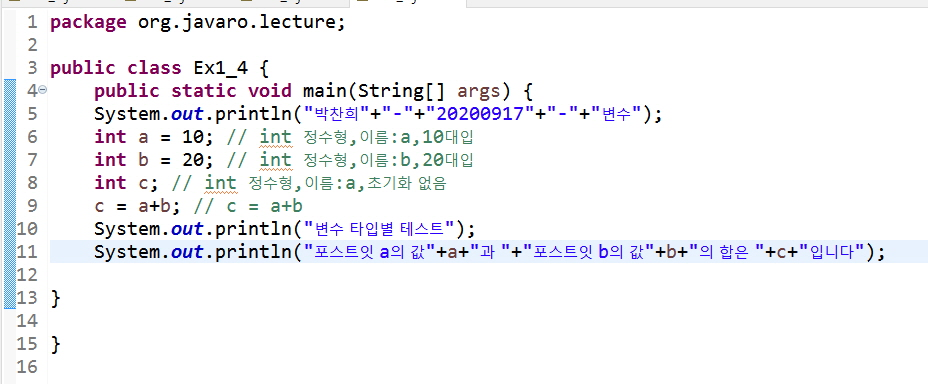 1 package org.javaro.lecture;
2
3 public class Ex1_4 {
4 public static void main(String[] args) {
5 System.out.println("박찬희"+"-"+"20200917"+"-"+"변수");
6 int a = 10; // int 정수형,이름:a,10대입
7 int b = 20; // int 정수형,이름:b,20대입
8 int c; // int 정수형,이름:a,초기화 없음
9 c = a+b; // c = a+b
10 System.out.println("변수 타입별 테스트");
11 System.out.println("포스트잇 a의 값"+a+"과 "+"포스트잇 b의 값"+b+"의 합은 "+c+"입니다");
12
13 }
14
15 }
16